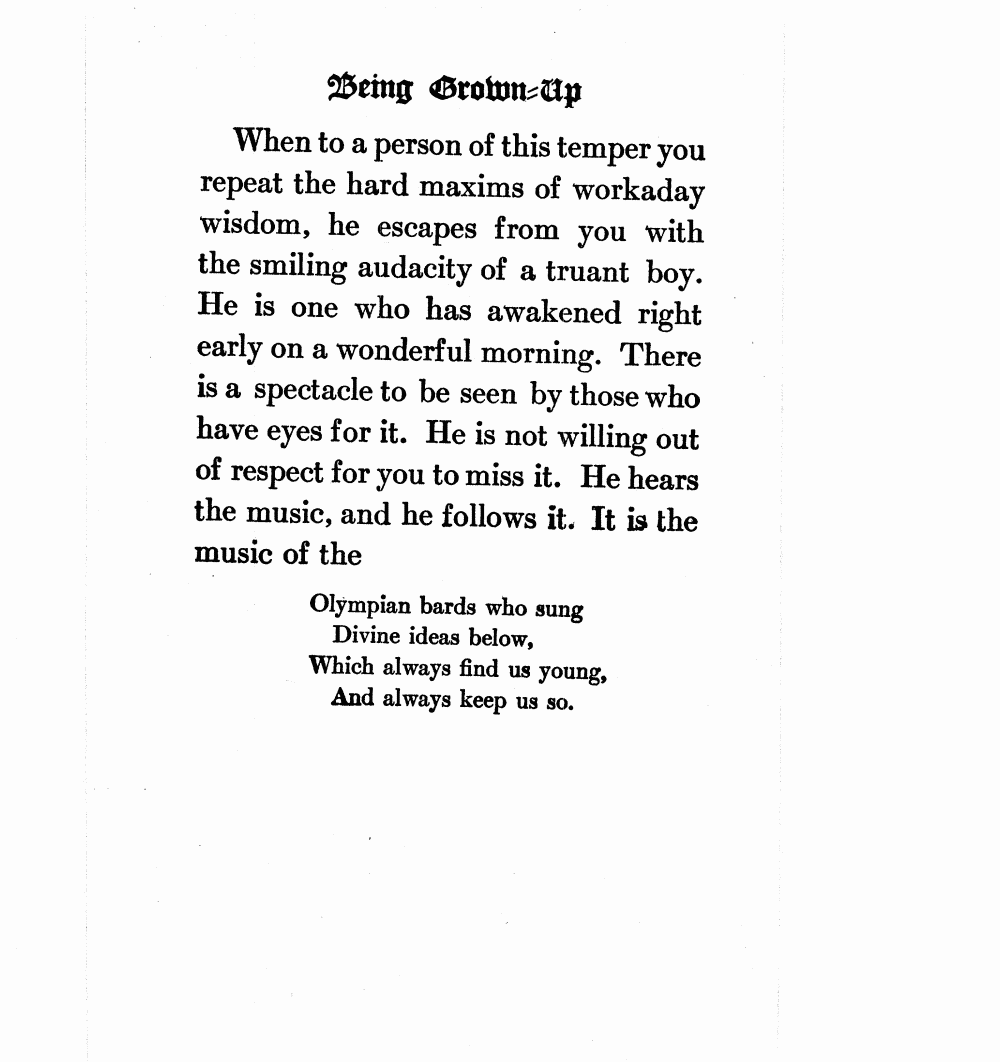 Being Grown-Up
When to a person of this temper you
repeat the hard maxims of workaday
wisdom, he escapes from you with
the smiling audacity of a truant boy.
He is one who has awakened right
early on a wonderful morning. There
is a spectacle to be seen by those who
have eyes for it. He is not willing out
of respect for you to miss it. He hears
the music, and he follows it. It is the
music of the
Olympian bards who sung
Divine ideas below,
Which always find us young,
And always keep us so.